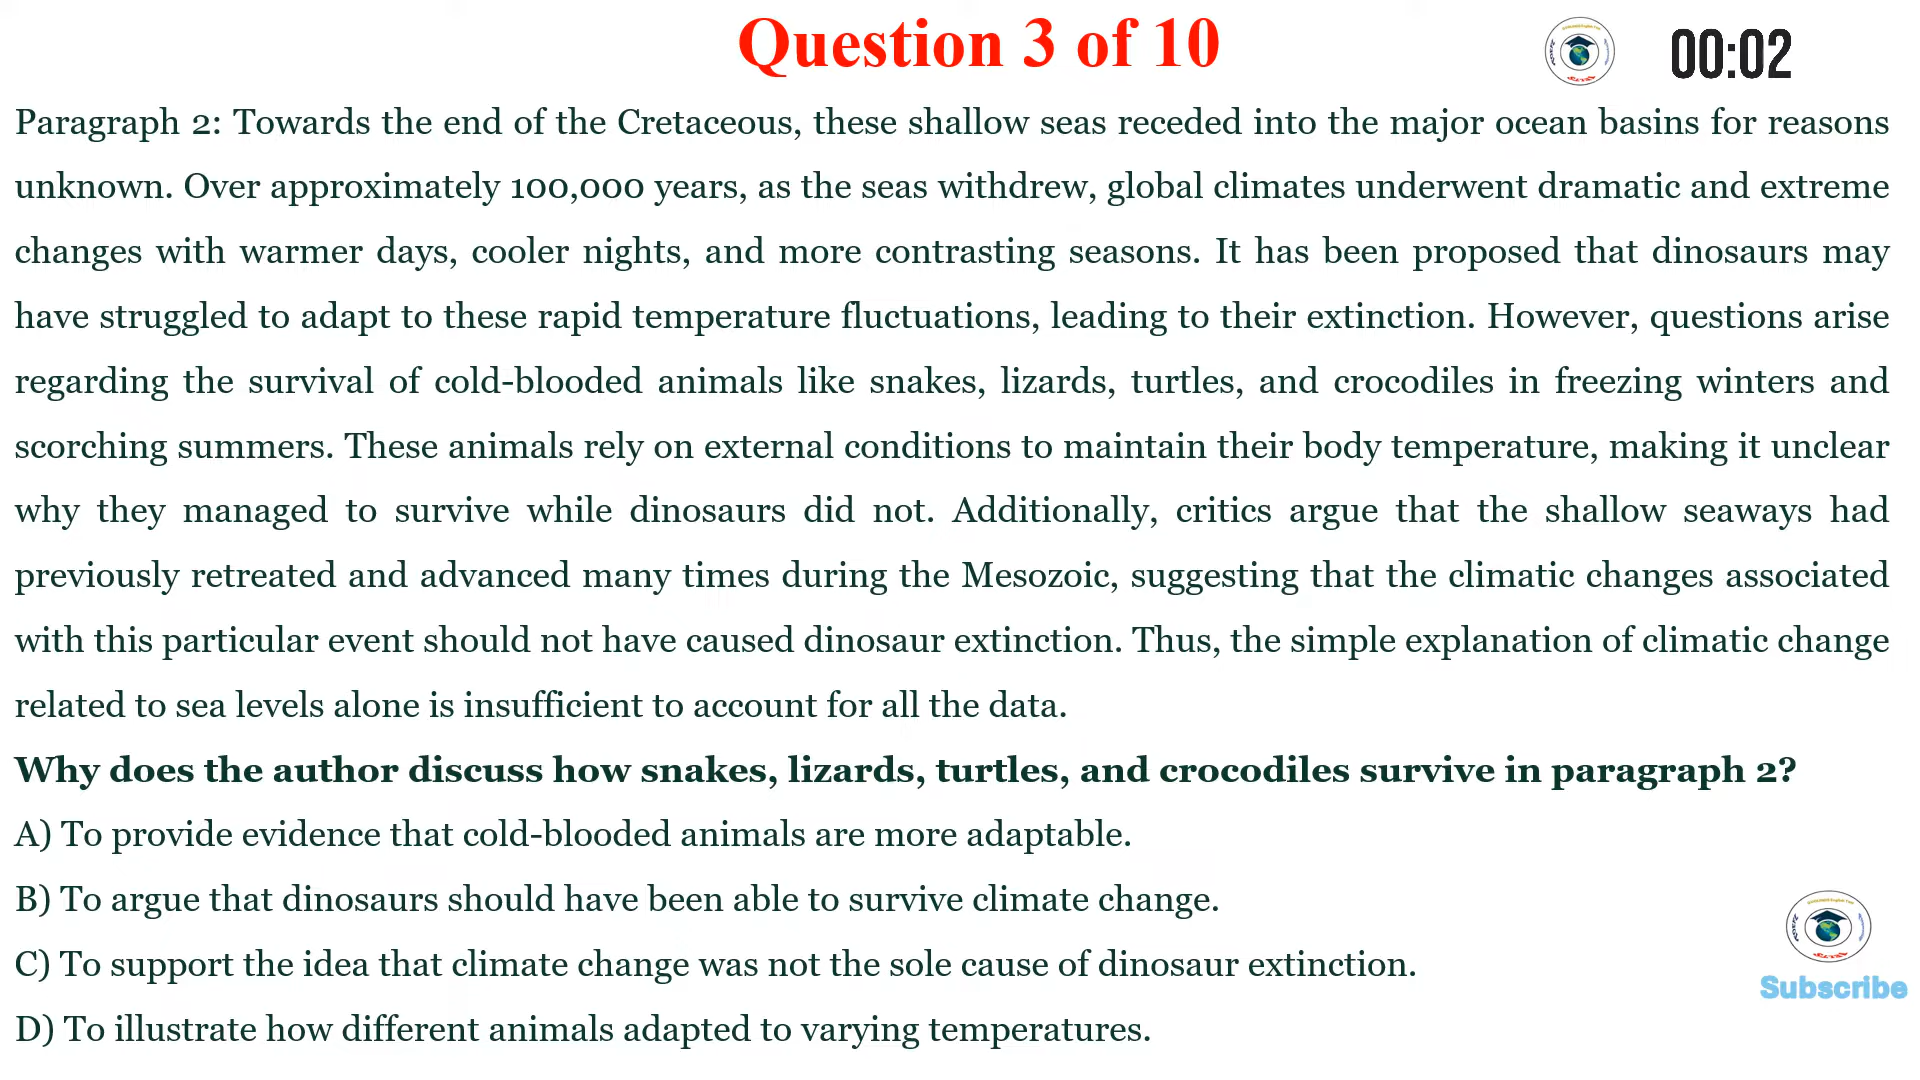 Question 3 of 10
00:02
Paragraph 2: Towards the end of the Cretaceous, these shallow seas receded into the major ocean basins for reasons
unknown. Over approximately 100,000 years, as the seas withdrew, global climates underwent dramatic and extreme
changes with warmer days, cooler nights, and more contrasting seasons. It has been proposed that dinosaurs may
have struggled to adapt to these rapid temperature fluctuations, leading to their extinction. However, questions arise
regarding the survival of cold-blooded animals like snakes, lizards, turtles, and crocodiles in freezing winters and
scorching summers. These animals rely on external conditions to maintain their body temperature, making it unclear
why they managed to survive while dinosaurs did not. Additionally, critics argue that the shallow seaways had
previously retreated and advanced many times during the Mesozoic, suggesting that the climatic changes associated
with this particular event should not have caused dinosaur extinction. Thus, the simple explanation of climatic change
related to sea levels alone is insufficient to account for all the data.
Why does the author discuss how snakes, lizards, turtles, and crocodiles survive in paragraph 2?
A) To provide evidence that cold-blooded animals are more adaptable.
B) To argue that dinosaurs should have been able to survive climate change.
C) To support the idea that climate change was not the sole cause of dinosaur extinction.
D) To illustrate how different animals adapted to varying temperatures.
Subscribe